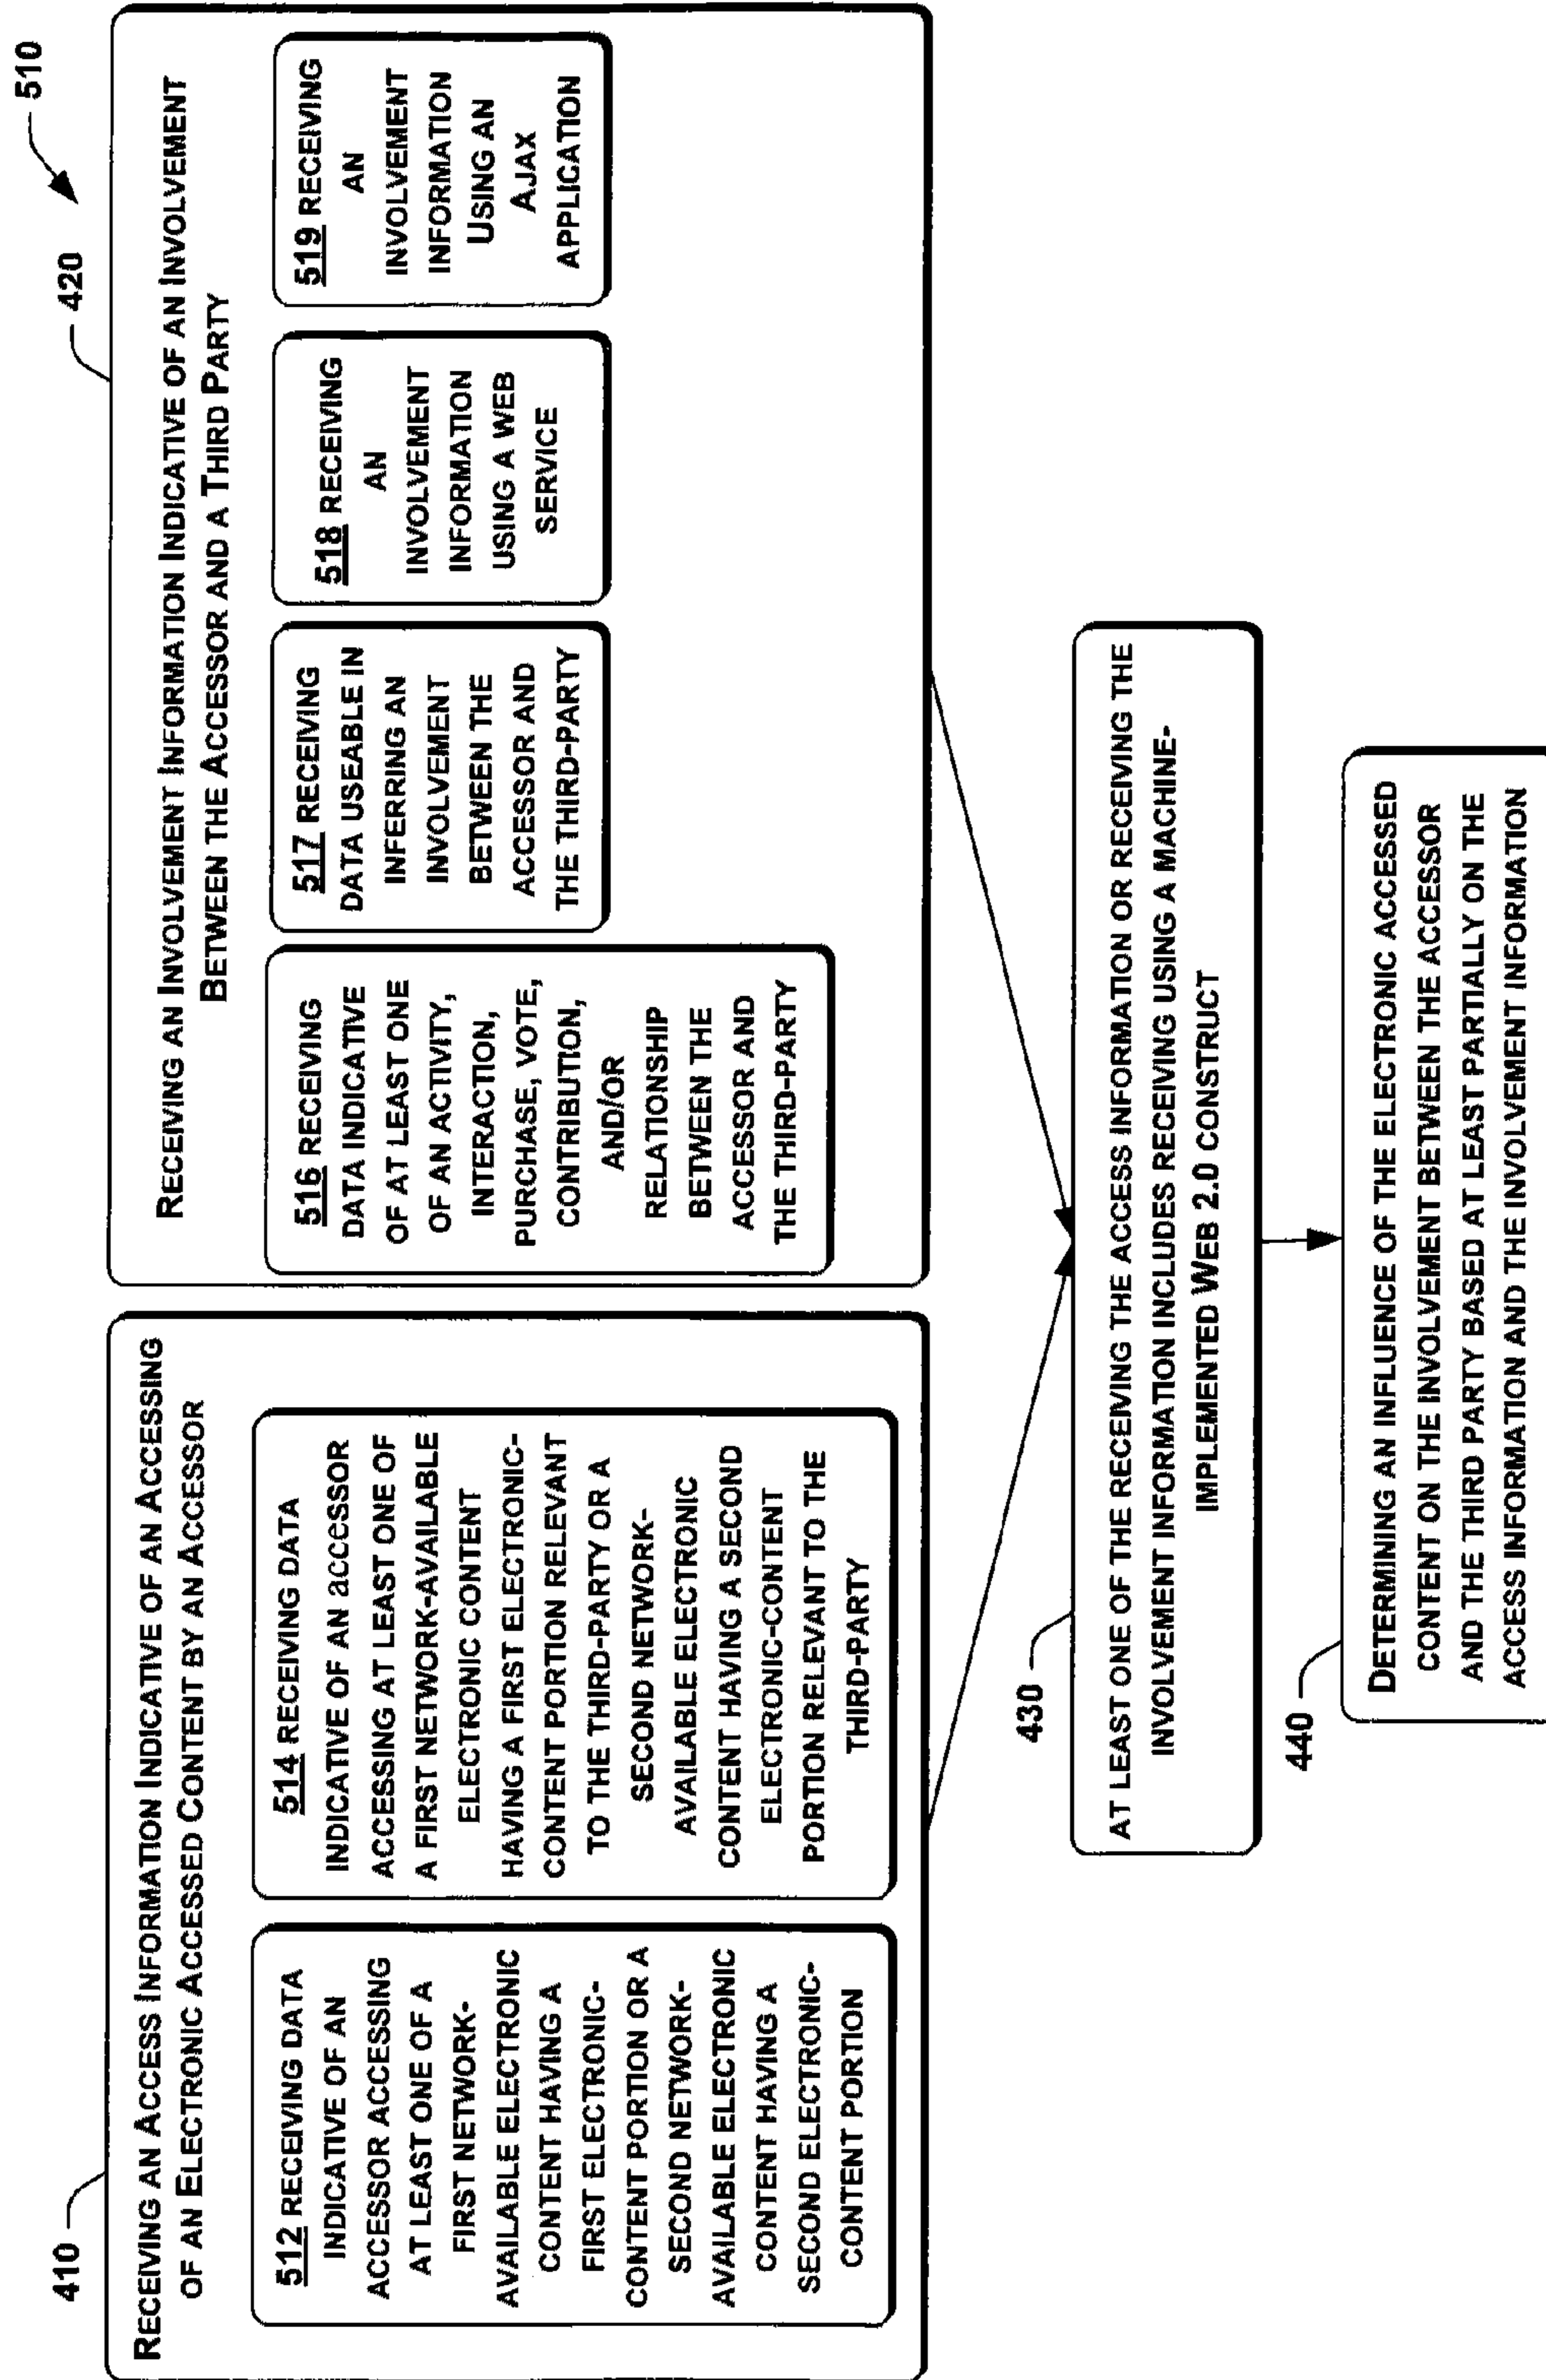 510
410
RECEIVING AN ACCESS INFORMATION INDICATIVE OF AN ACCESSING
OF AN ELECTRONIC ACCESSED CONTENT BY AN ACCESSOR
512 RECEIVING DATA
INDICATIVE OF AN
ACCESSOR ACCESSING
AT LEAST ONE OF A
FIRST NETWORK-
AVAILABLE ELECTRONIC
CONTENT HAVING A
FIRST ELECTRONIC-
CONTENT PORTION OR A
SECOND NETWORK-
AVAILABLE ELECTRONIC
CONTENT HAVING A
SECOND ELECTRONIC-
CONTENT PORTION
514 RECEIVING DATA
INDICATIVE OF AN accessor
ACCESSING AT LEAST ONE OF
A FIRST NETWORK-AVAILABLE
ELECTRONIC CONTENT
HAVING A FIRST ELECTRONIC-
CONTENT PORTION RELEVANT
TO THE THIRD-PARTY OR A
SECOND NETWORK-
AVAILABLE ELECTRONIC
CONTENT HAVING A SECOND
ELECTRONIC-CONTENT
PORTION RELEVANT TO THE
THIRD-PARTY
420
RECEIVING AN INVOLVEMENT INFORMATION INDICATIVE OF AN INVOLVEMENT
BETWEEN THE ACCESSOR AND A THIRD PARTY
516 RECEIVING
DATA INDICATIVE
OF AT LEAST ONE
OF AN ACTIVITY,
INTERACTION,
PURCHASE, VOTE,
CONTRIBUTION,
AND/OR
RELATIONSHIP
BETWEEN THE
ACCESSOR AND
THE THIRD-PARTY
517 RECEIVING
DATA USEABLE IN
INFERRING AN
INVOLVEMENT
BETWEEN THE
ACCESSOR AND
THE THIRD-PARTY
518 RECEIVING
AN
INVOLVEMENT
INFORMATION
USING A WEB
SERVICE
519 RECEIVING
AN
INVOLVEMENT
INFORMATION
USING AN
AJAX
APPLICATION
430
AT LEAST ONE OF THE RECEIVING THE ACCESS INFORMATION OR RECEIVING THE
INVOLVEMENT INFORMATION INCLUDES RECEIVING USING A MACHINE-
IMPLEMENTED WEB 2.0 CONSTRUCT
440
DETERMINING AN INFLUENCE OF THE ELECTRONIC ACCESSED
CONTENT ON THE INVOLVEMENT BETWEEN THE ACCESSOR
AND THE THIRD PARTY BASED AT LEAST PARTIALLY ON THE
ACCESS INFORMATION AND THE INVOLVEMENT INFORMATION